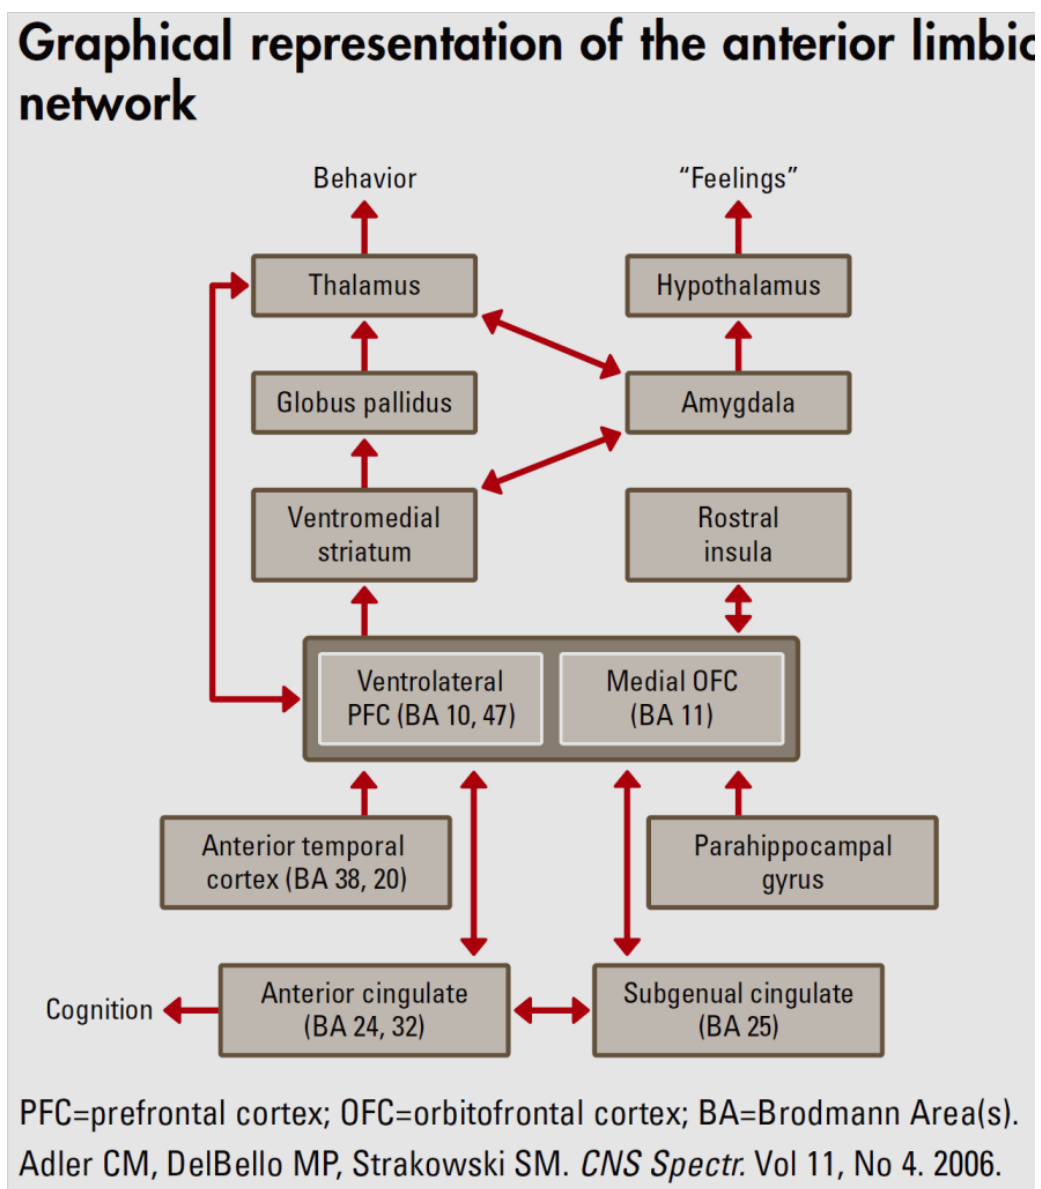 Graphical representation of the anterior limbic
network
Behavior
“Feelings”
Thalamus
Hypothalamus
Globus pallidus
Amygdala
Ventromedial
striatum
Rostral
insula
Ventrolateral
PFC (BA 10, 47)
Medial OFC
(BA 11)
Anterior temporal
cortex (BA 38, 20)
Parahippocampal
gyrus
Cognition
Anterior cingulate
(BA 24, 32)
Subgenual cingulate
(BA 25)
PFC=prefrontal cortex; OFC=orbitofrontal cortex; BA=Brodmann Area(s).
Adler CM, DelBello MP, Strakowski SM. CNS Spectr. Vol 11, No 4. 2006.